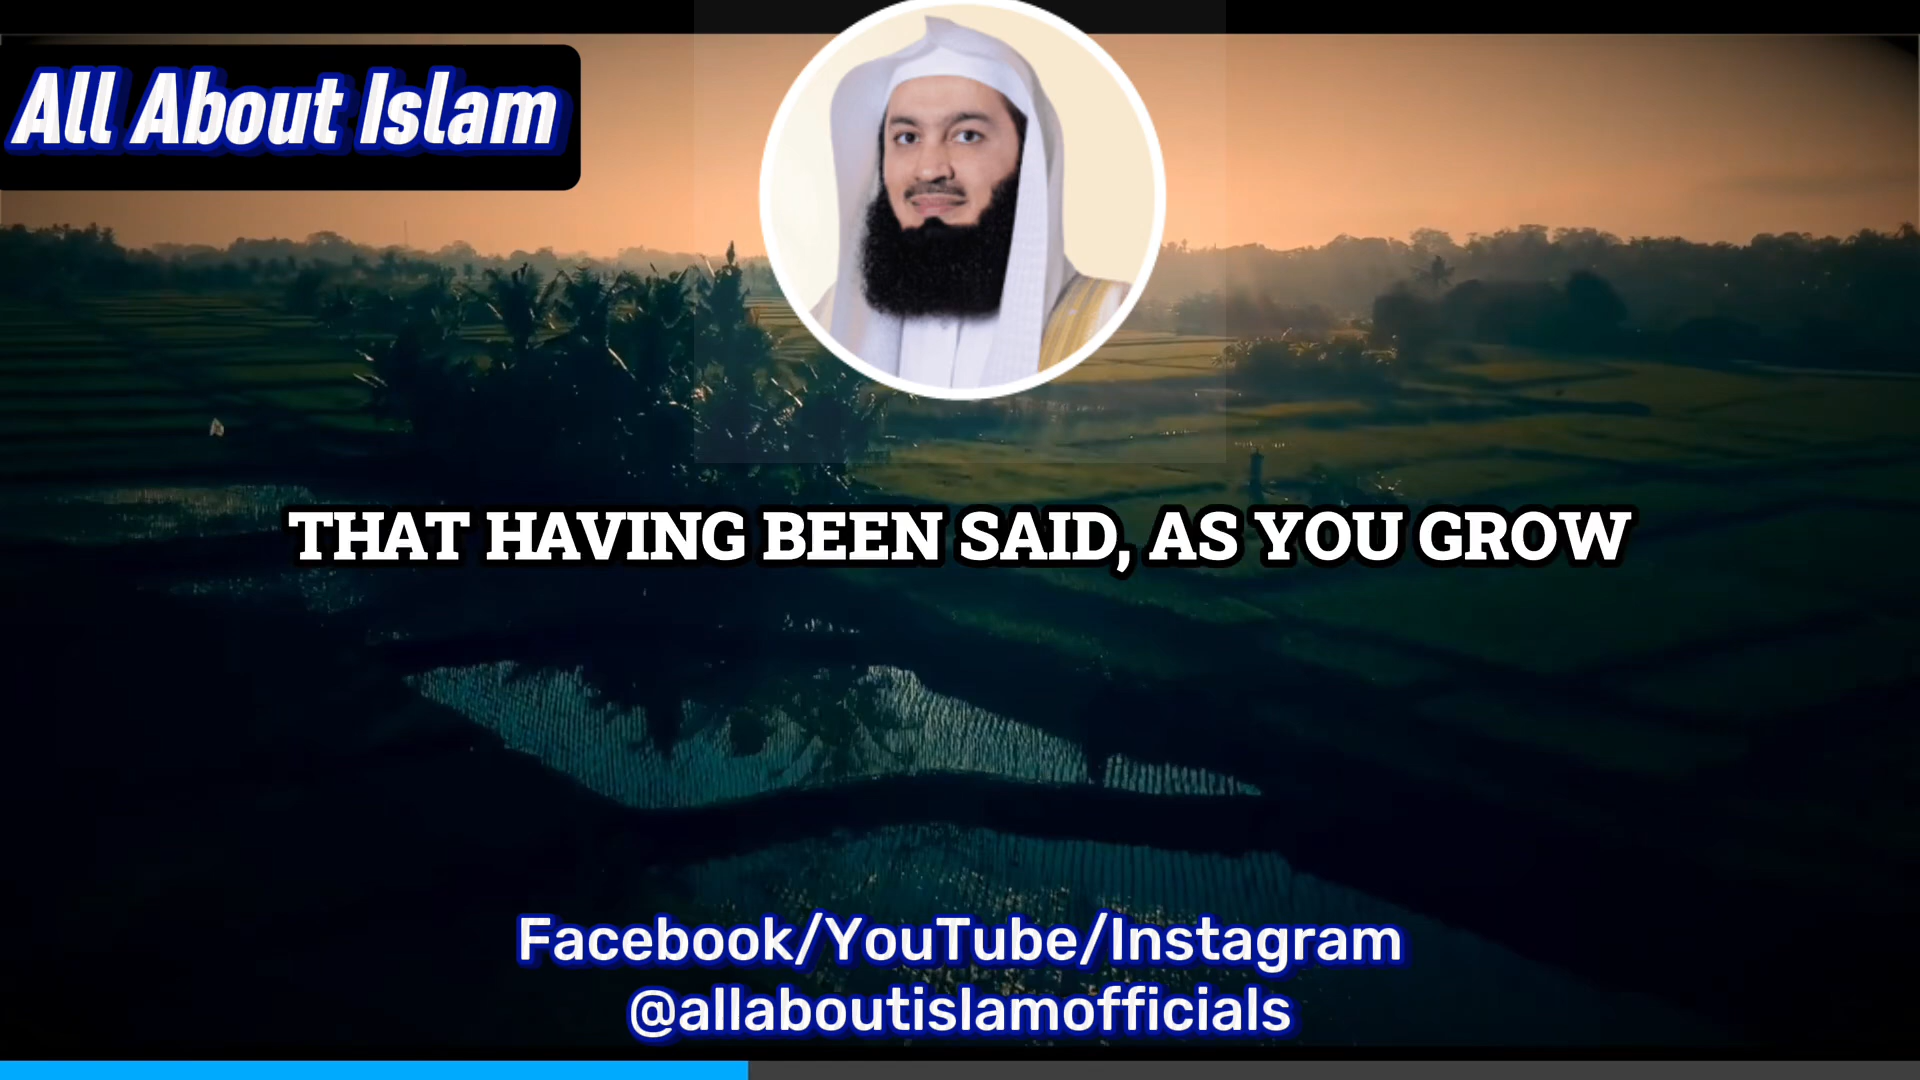 All About Islam
THAT HAVING BEEN SAID, AS YOU GROW
Facebook/YouTube/Instagram
@allaboutislamofficials